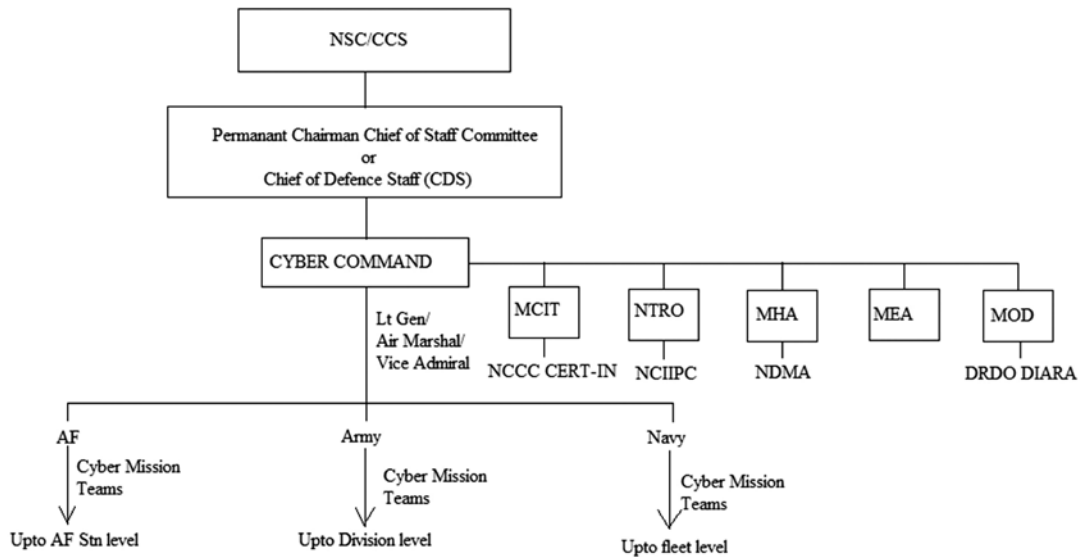 NSC/CCS
Permanant Chairman Chief of Staff Committee
or
Chief of Defence Staff (CDS)
CYBER COMMAND
MCIT
NTRO
MHA
MEA
MOD
NCCC CERT-IN
NCIIPC
NDMA
DRDO DIARA
Lt Gen/
Air Marshal/
Vice Admiral
AF
Army
Navy
Cyber Mission
Teams
Cyber Mission
Teams
Cyber Mission
Teams
Upto AF Stn level
Upto Division level
Upto fleet level